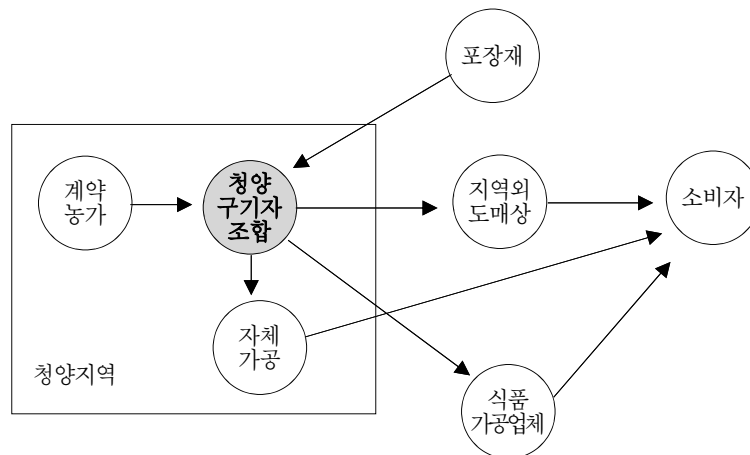 포장재
계약
농가
청양
구기자
조합
지역외
도매상
소비자
자체
가공
청양지역
식품
가공업체